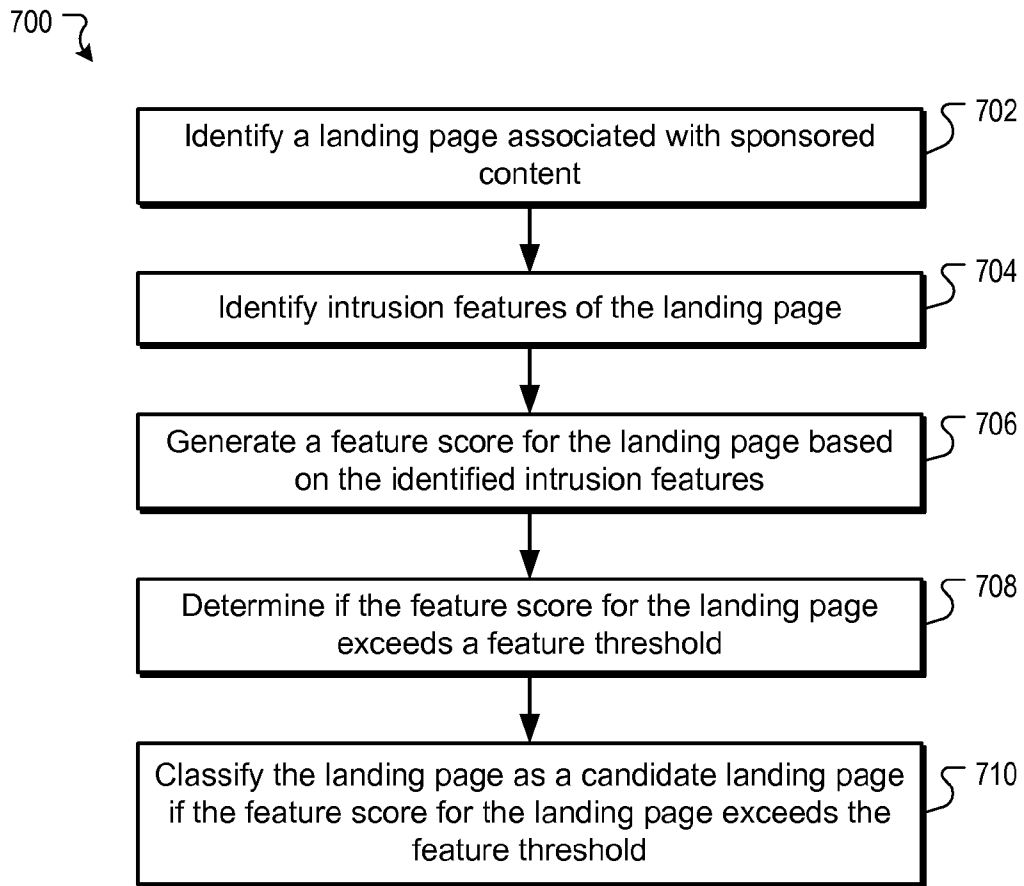 700
702
Identify a landing page associated with sponsored
content
704
Identify intrusion features of the landing page
706
Generate a feature score for the landing page based
on the identified intrusion features
708
Determine if the feature score for the landing page
exceeds a feature threshold
710
Classify the landing page as a candidate landing page
if the feature score for the landing page exceeds the
feature threshold